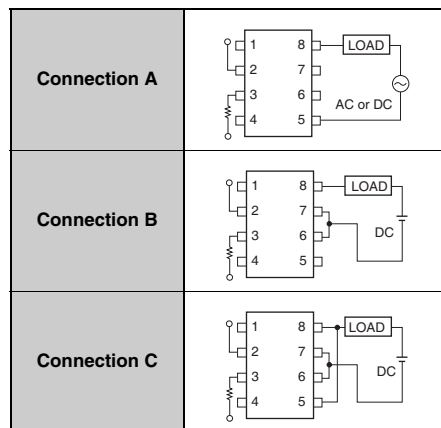 Connection A
1 8 LOAD
2 7
3 6
4 5
AC or DC
Connection B
1 8 LOAD
2 7
3 6
4 5
DC
Connection C
1 8 LOAD
2 7
3 6
4 5
DC